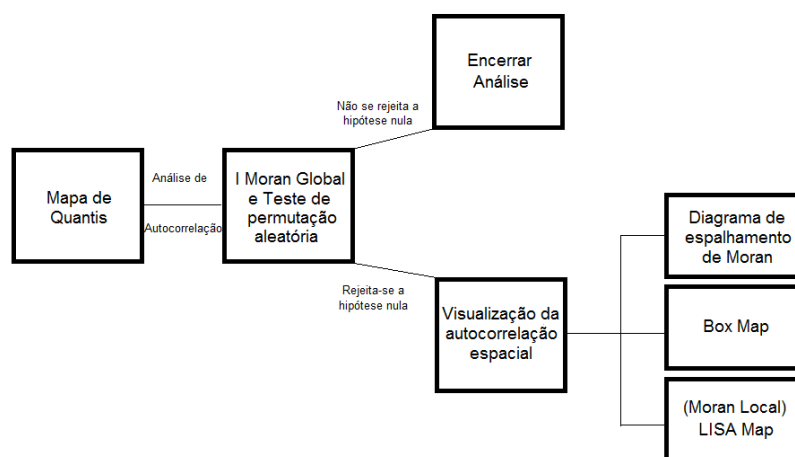 Mapa de
Quantis
Análise de
Autocorrelação
I Moran Global
e Teste de
permutação
aleatória
Não se rejeita a
hipótese nula
Encerrar
Análise
Rejeita-se a
hipótese nula
Visualização da
autocorrelação
espacial
Diagrama de
espalhamento
de Moran
Box Map
(Moran Local)
LISA Map